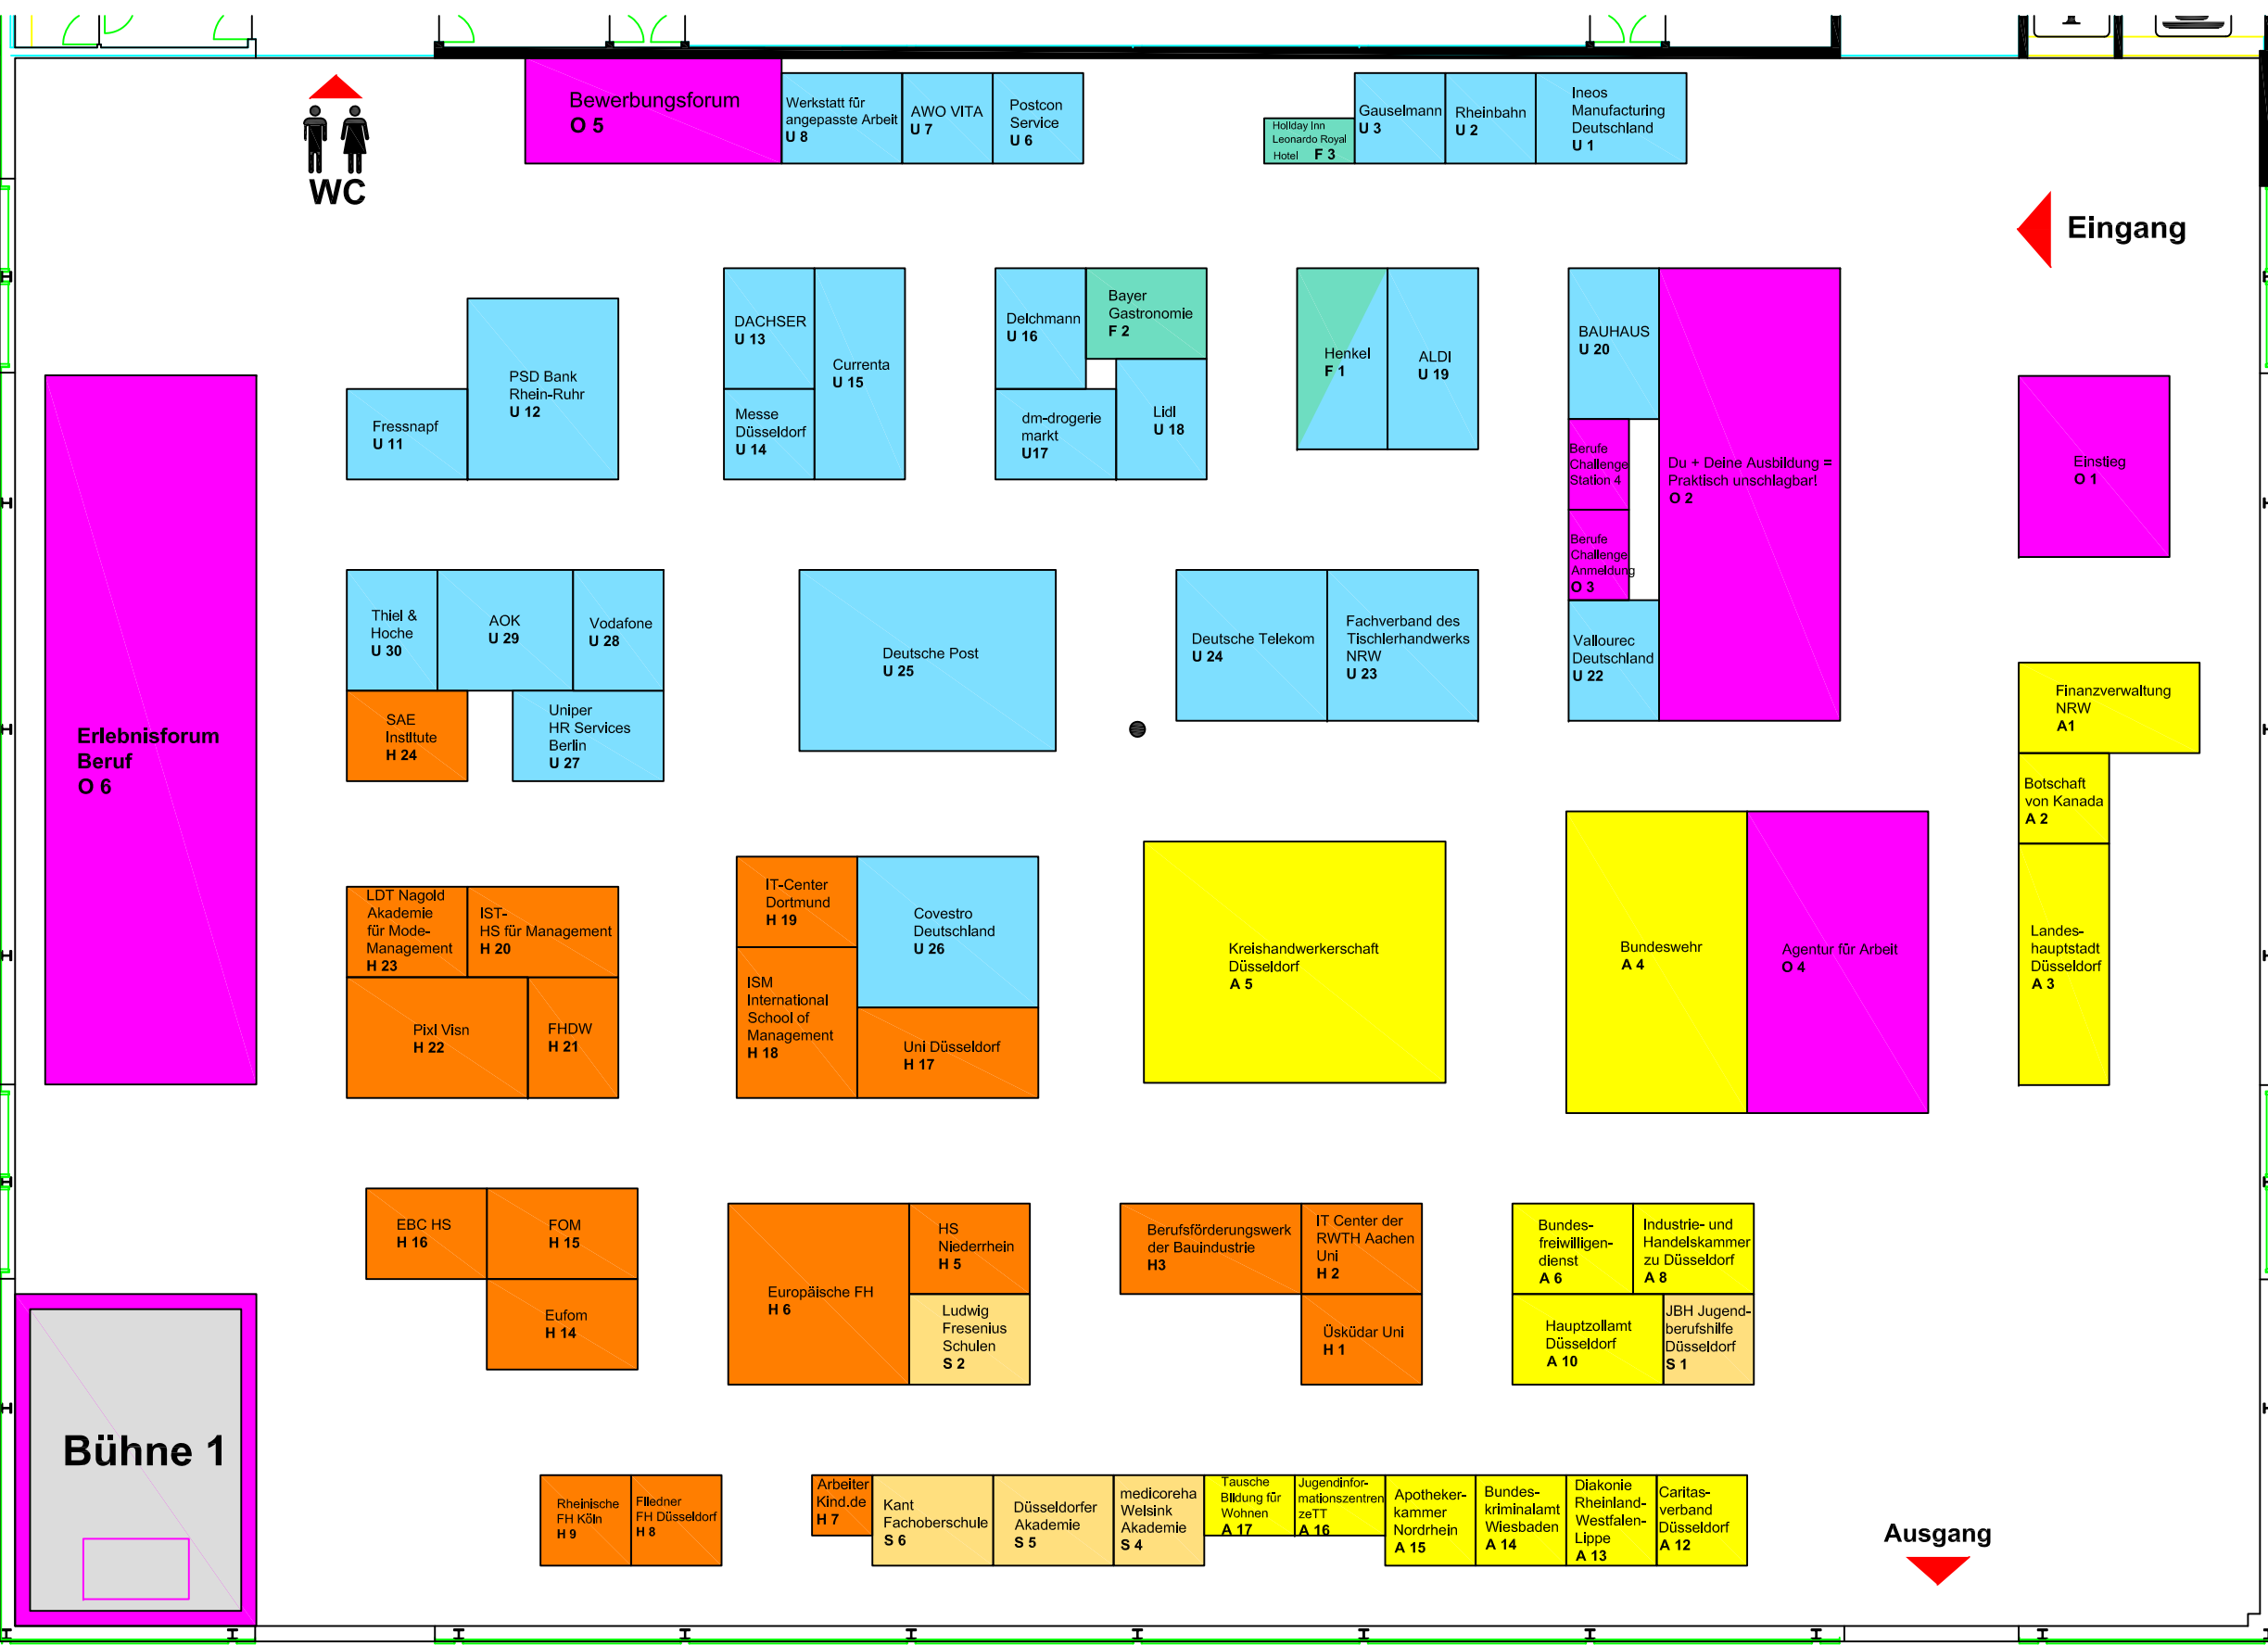 Bewerbungsforum
O 5
Werkstatt für
angepasste Arbeit
U 8
AWO VITA
U 7
Postcon
Service
U 6
Holiday Inn
Leonardo Royal
Hotel F 3
Gauselmann
U 3
Rheinbahn
U 2
Ineos
Manufacturing
Deutschland
U 1
WC
Eingang
Fressnapf
U 11
PSD Bank
Rhein-Ruhr
U 12
DACHSER
U 13
Messe
Düsseldorf
U 14
Currenta
U 15
Deichmann
U 16
Bayer
Gastronomie
F 2
dm-drogerie
markt
U17
Lidl
U 18
Henkel
F 1
ALDI
U 19
BAUHAUS
U 20
Berufe
Challenge
Station 4
Berufe
Challenge
Anmeldung
O 3
Du + Deine Ausbildung =
Praktisch unschlagbar!
O 2
Vallourec
Deutschland
U 22
Einstieg
O 1
Erlebnisforum
Beruf
O 6
Thiel &
Hoche
U 30
AOK
U 29
Vodafone
U 28
SAE
Institute
H 24
Uniper
HR Services
Berlin
U 27
Deutsche Post
U 25
Deutsche Telekom
U 24
Fachverband des
Tischlerhandwerks
NRW
U 23
Finanzverwaltung
NRW
A1
Botschaft
von Kanada
A 2
Landes-
hauptstadt
Düsseldorf
A 3
LDT Nagold
Akademie
für Mode-
Management
H 23
IST-
HS für Management
H 20
Pixl Visn
H 22
FHDW
H 21
IT-Center
Dortmund
H 19
ISM
International
School of
Management
H 18
Covestro
Deutschland
U 26
Uni Düsseldorf
H 17
Kreishandwerkerschaft
Düsseldorf
A 5
Bundeswehr
A 4
Agentur für Arbeit
O 4
EBC HS
H 16
FOM
H 15
Eufom
H 14
Europäische FH
H 6
HS
Niederrhein
H 5
Ludwig
Fresenius
Schulen
S 2
Berufsförderungswerk
der Bauindustrie
H3
IT Center der
RWTH Aachen
Uni
H 2
Üsküdar Uni
H 1
Bundes-
freiwilligen-
dienst
A 6
Industrie- und
Handelskammer
zu Düsseldorf
A 8
Hauptzollamt
Düsseldorf
A 10
JBH Jugend-
berufshilfe
Düsseldorf
S 1
Bühne 1
Rheinische
FH Köln
H 9
Fliedner
FH Düsseldorf
H 8
Arbeiter
Kind.de
H 7
Kant
Fachoberschule
S 6
Düsseldorfer
Akademie
S 5
medicoreha
Welsink
Akademie
S 4
Tausche
Bildung für
Wohnen
A 17
Jugendinfor-
mationszentren
zeTT
A 16
Apotheker-
kammer
Nordrhein
A 15
Bundes-
kriminalamt
Wiesbaden
A 14
Diakonie
Rheinland-
Westfalen-
Lippe
A 13
Caritas-
verband
Düsseldorf
A 12
Ausgang